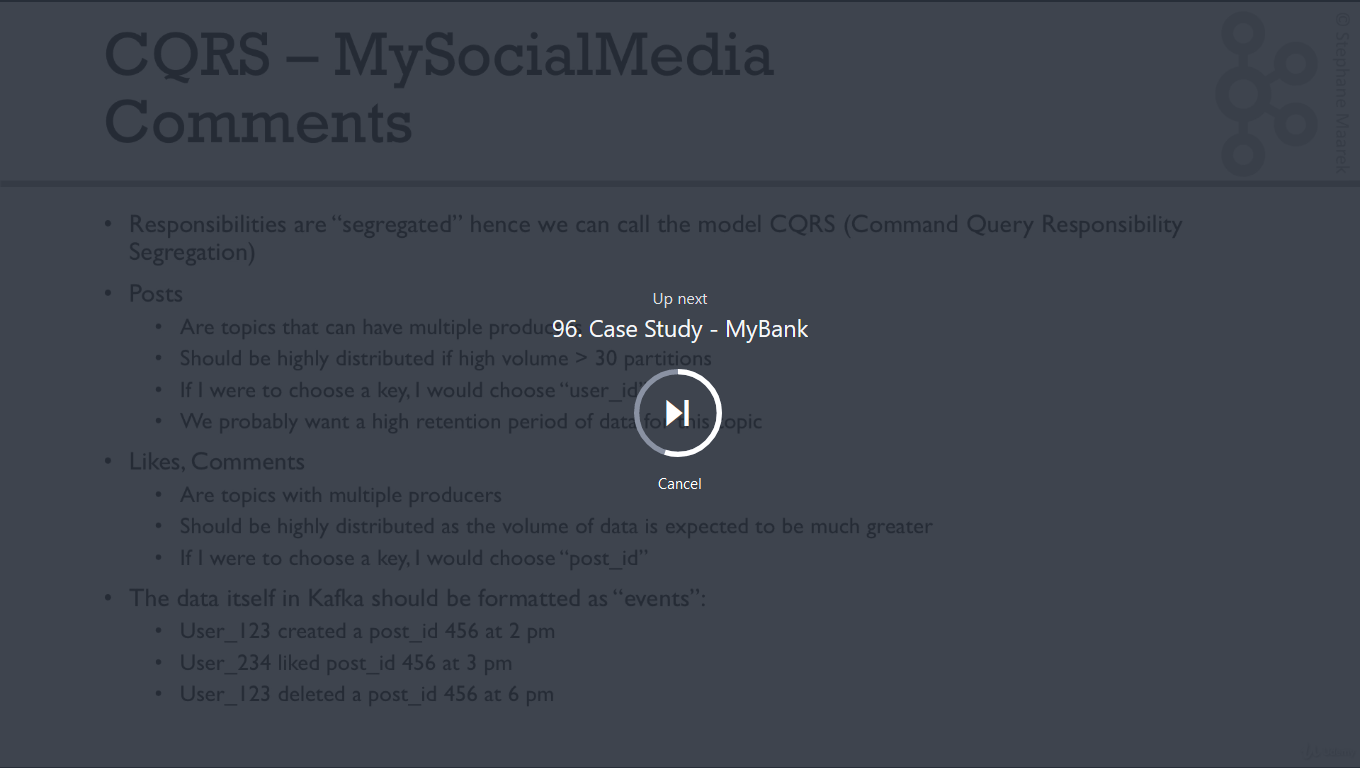 CQRS – MySocialMedia
Comments
© Stephane Maarek
• Responsibilities are “segregated” hence we can call the model CQRS (Command Query Responsibility
Segregation)
• Posts
• Are topics that can have multiple
• Should be highly distributed if high volume > 30 partitions
• If I were to choose a key, I would choose “user_id”
• We probably want a high retention period of data for this topic
• Likes, Comments
• Are topics with multiple producers
• Should be highly distributed as the volume of data is expected to be much greater
• If I were to choose a key, I would choose “post_id”
• The data itself in Kafka should be formatted as “events”:
• User_123 created a post_id 456 at 2 pm
• User_234 liked post_id 456 at 3 pm
• User_123 deleted a post_id 456 at 6 pm
Up next
96. Case Study - MyBank
Cancel